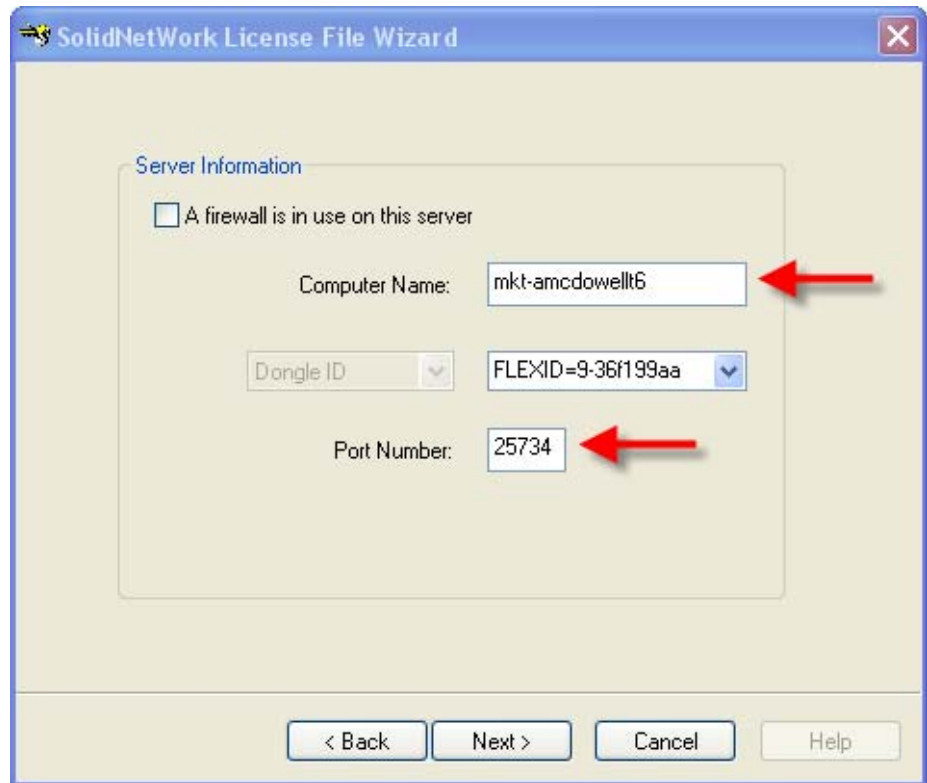 SolidNetWork License File Wizard
Server Information
A firewall is in use on this server
Computer Name: mkt-amcdowellt6
Dongle ID FLEXID=9-36f199aa
Port Number: 25734
< Back Next > Cancel Help